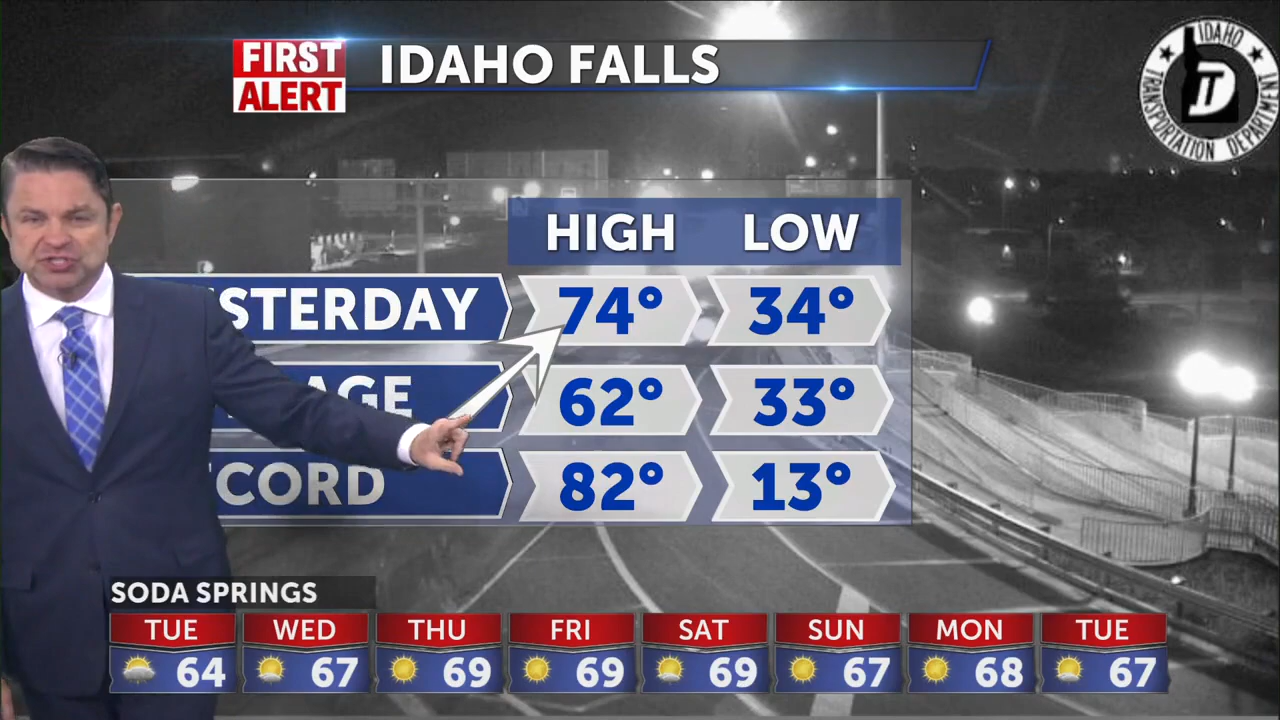 FIRST
ALERT
IDAHO FALLS
IDAHO
TRANSPORTATION DEPARTMENT
HIGH LOW
STERDAY 74° 34°
AGE 62° 33°
CORD 82° 13°
SODA SPRINGS
TUE WED THU FRI SAT SUN MON TUE
64 67 69 69 69 67 68 67